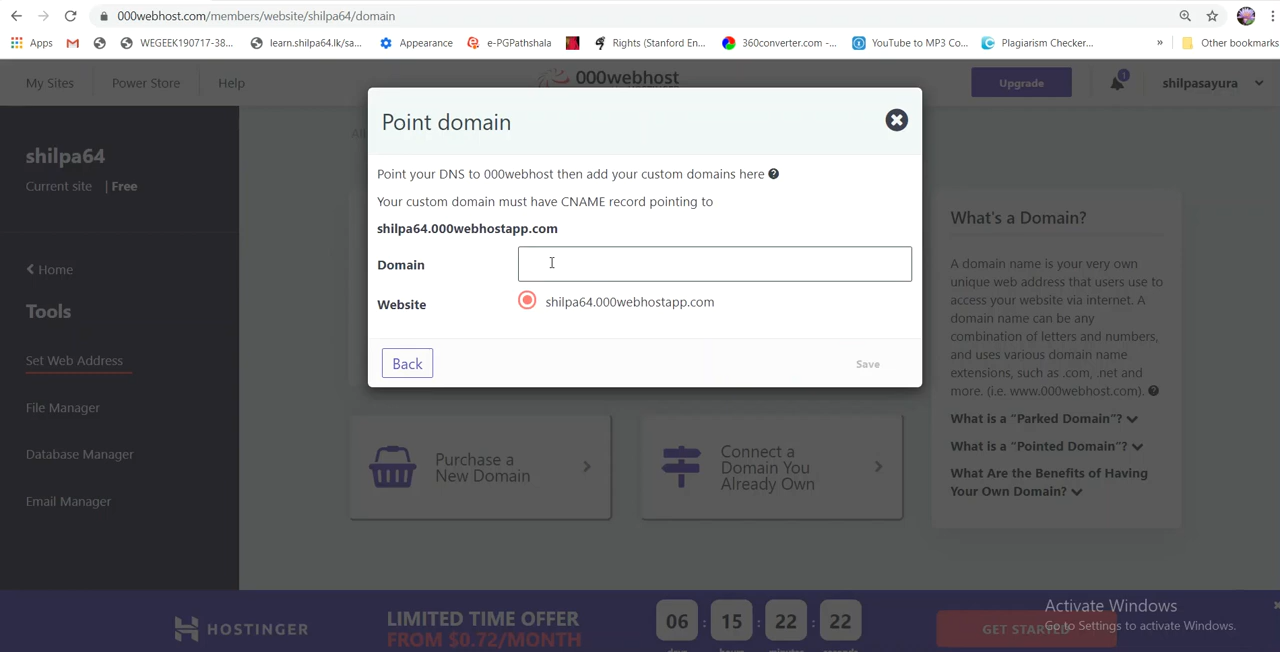 000webhost.com/members/website/shilpa64/domain
Apps
WEGEEK190717-38...
learn.shilpa64.lk/sa...
Appearance
e-PGPathshala
Rights (Stanford En...
360converter.com -...
YouTube to MP3 Co...
Plagiarism Checker...
»
Other bookmarks
My Sites
Power Store
Help
000webhost
Upgrade
1
shilpasayura
shilpa64
Current site | Free
Home
Tools
Set Web Address
File Manager
Database Manager
Email Manager
Point domain
Point your DNS to 000webhost then add your custom domains here
Your custom domain must have CNAME record pointing to
shilpa64.000webhostapp.com
Domain
Website
shilpa64.000webhostapp.com
Back
Save
Purchase a
New Domain
Connect a
Domain You
Already Own
What's a Domain?
A domain name is your very own
unique web address that users use to
access your website via internet. A
domain name can be any
combination of letters and numbers,
and uses various domain name
extensions, such as .com, .net and
more. (i.e. www.000webhost.com).
What is a "Parked Domain"?
What is a "Pointed Domain"?
What Are the Benefits of Having
Your Own Domain?
HOSTINGER
LIMITED TIME OFFER
FROM $0.72/MONTH
06 : 15 : 22 : 22
GET STARTED
Activate Windows
Go to Settings to activate Windows.